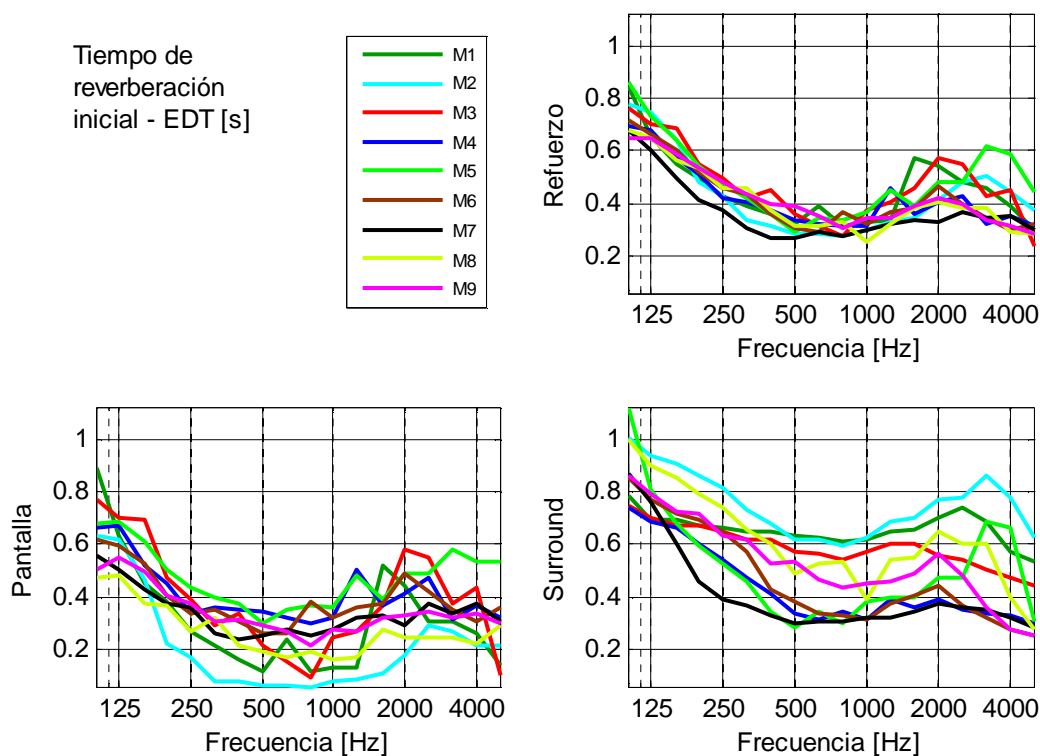 Tiempo de
reverberación
inicial - EDT [s]
M1
M2
M3
M4
M5
M6
M7
M8
M9
1
0.8
0.6
0.4
0.2
Refuerzo
125 250 500 1000 2000 4000
Frecuencia [Hz]
1
0.8
0.6
0.4
0.2
Pantalla
125 250 500 1000 2000 4000
Frecuencia [Hz]
1
0.8
0.6
0.4
0.2
Surround
125 250 500 1000 2000 4000
Frecuencia [Hz]